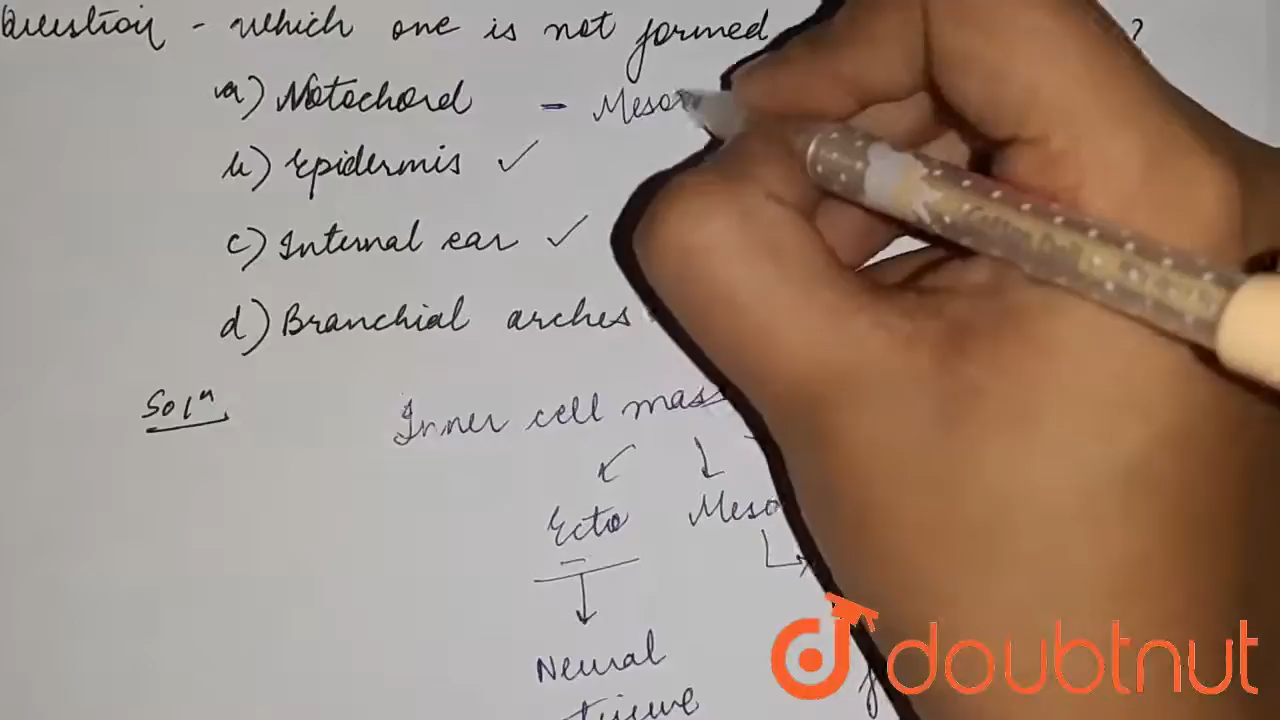 Question - which one is not formed ?
a) Notochord - Meso
b) Epidermis ✓
c) Internal ear ✓
d) Branchial arches
Solⁿ
Inner cell mass
Ecto Meso
Neural
tissue
doubtnut